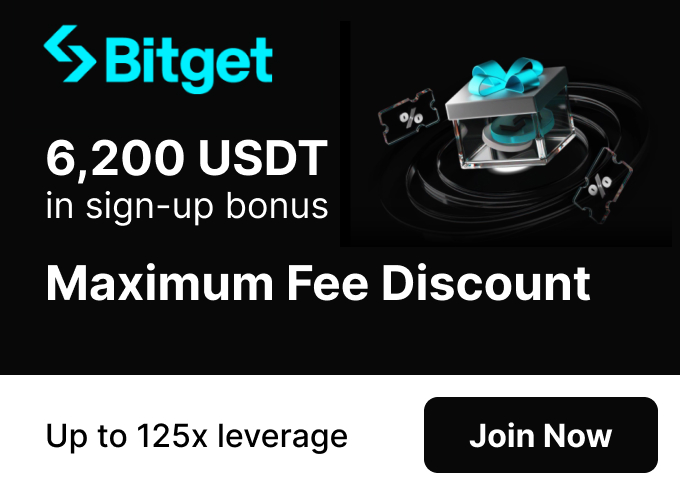 Bitget
6,200 USDT
in sign-up bonus
Maximum Fee Discount
Up to 125x leverage
Join Now